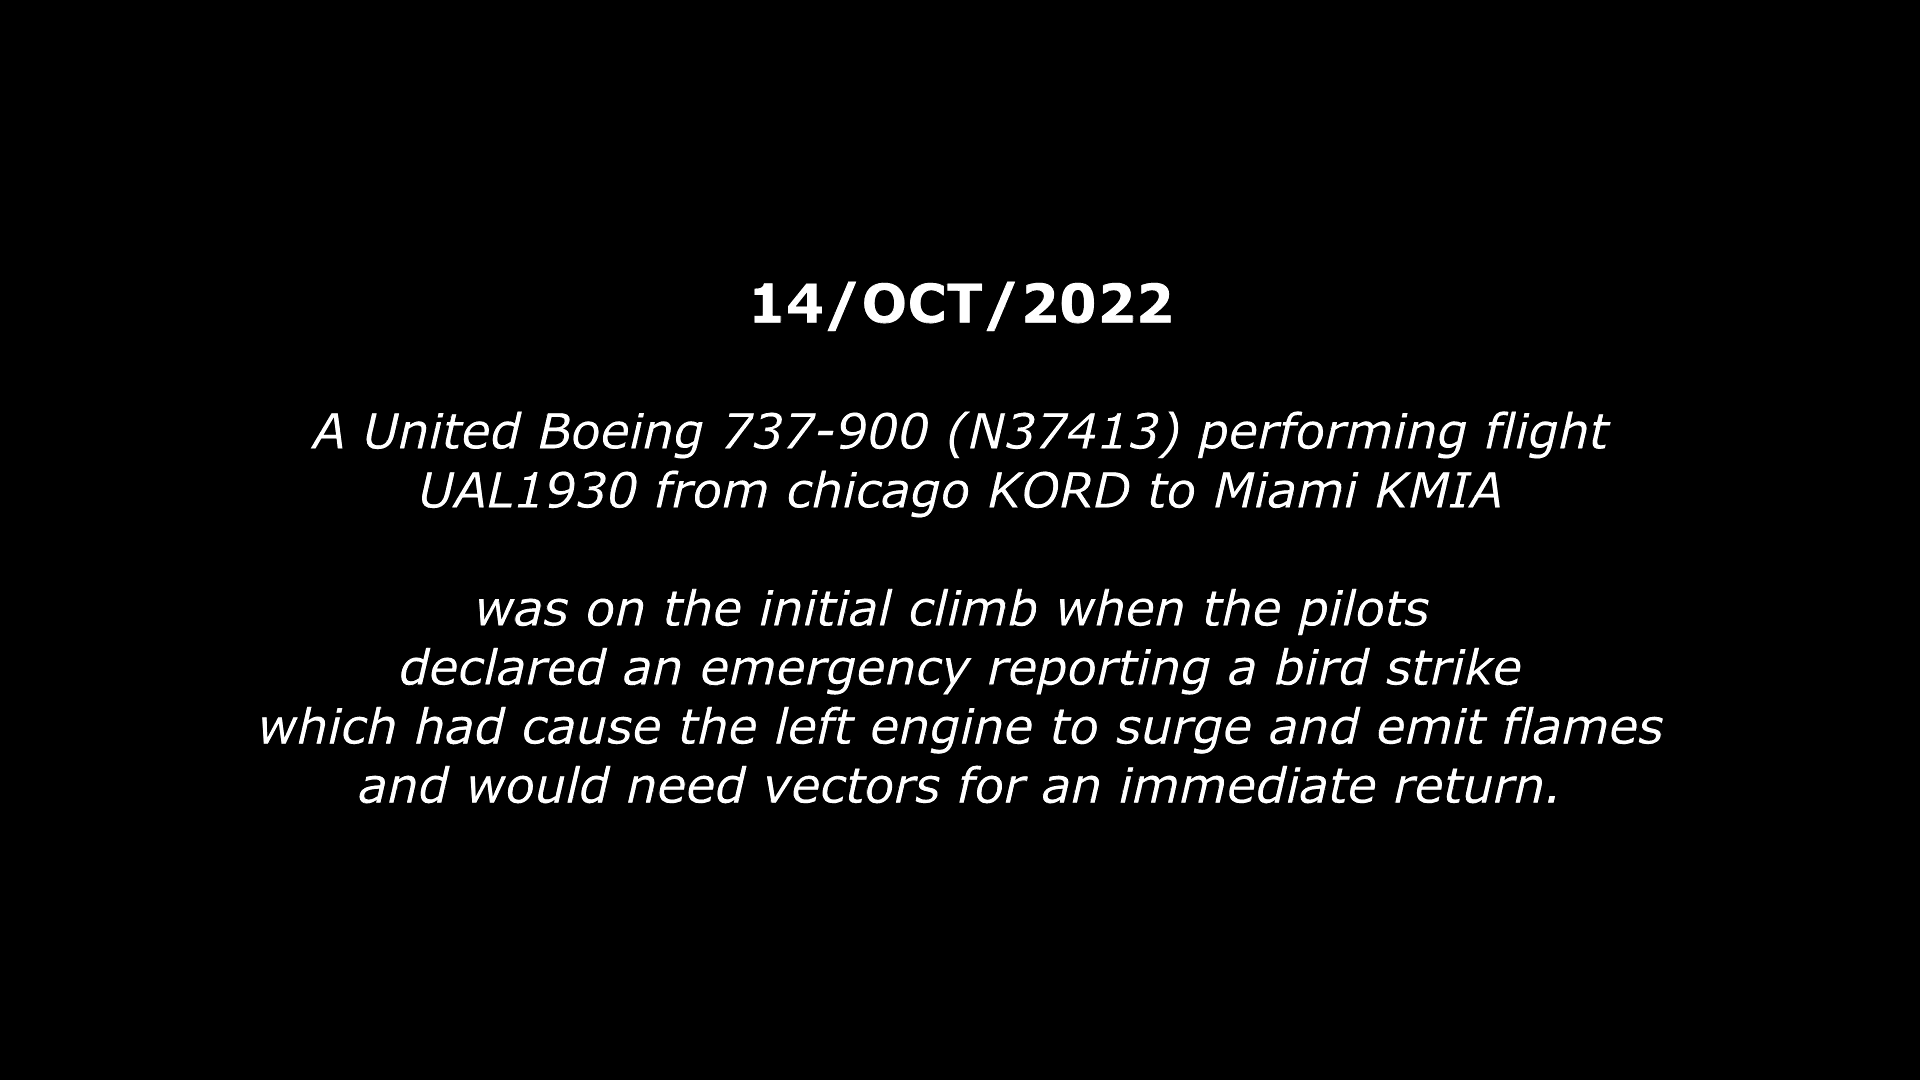 14/OCT/2022
A United Boeing 737-900 (N37413) performing flight
UAL1930 from chicago KORD to Miami KMIA
was on the initial climb when the pilots
declared an emergency reporting a bird strike
which had cause the left engine to surge and emit flames
and would need vectors for an immediate return.